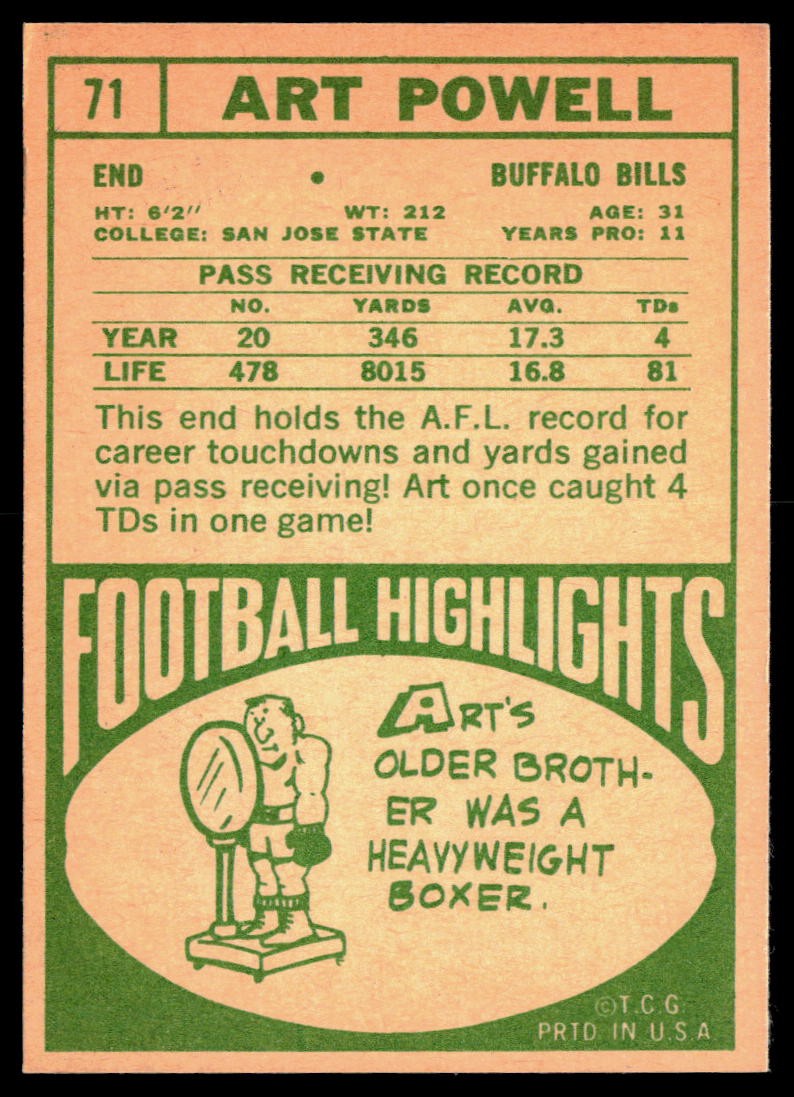 71 ART POWELL
END • BUFFALO BILLS
HT: 6'2" WT: 212 AGE: 31
COLLEGE: SAN JOSE STATE YEARS PRO: 11
PASS RECEIVING RECORD
NO. YARDS AVG. TDs
YEAR 20 346 17.3 4
LIFE 478 8015 16.8 81
This end holds the A.F.L. record for
career touchdowns and yards gained
via pass receiving! Art once caught 4
TDs in one game!
FOOTBALL HIGHLIGHTS
ART'S
OLDER BROTH-
ER WAS A
HEAVYWEIGHT
BOXER.
©T.C.G.
PRTD IN U.S.A